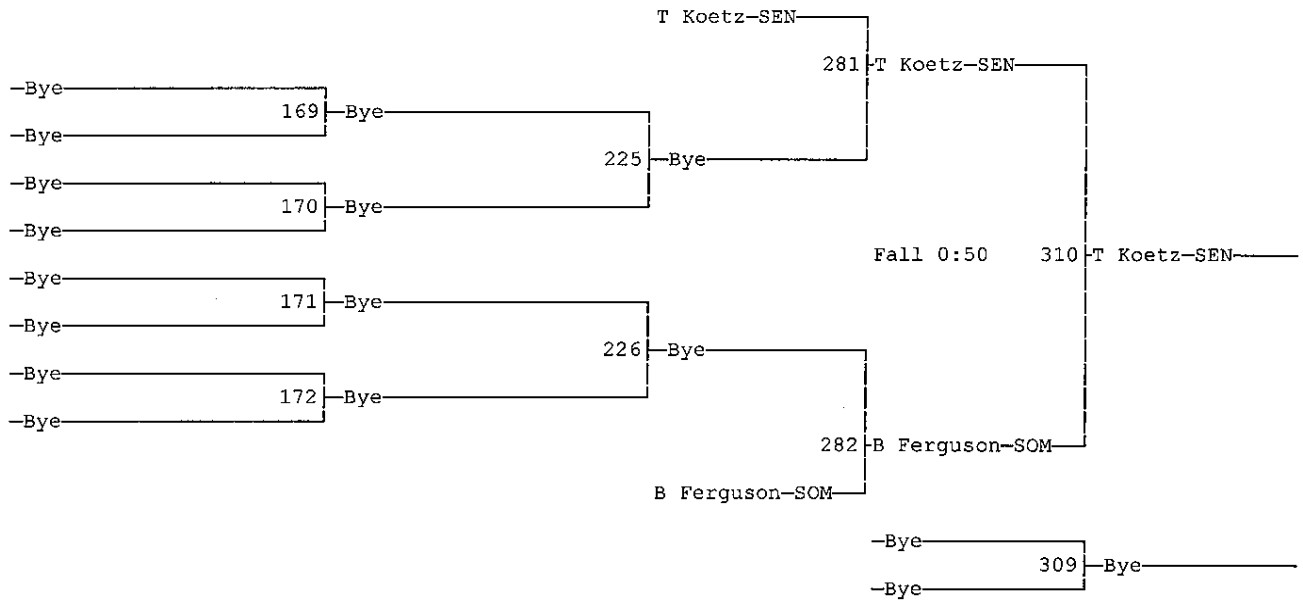 T Koetz-SEN
281 T Koetz-SEN
-Bye
169 -Bye
-Bye
225 -Bye
-Bye
170 -Bye
-Bye
Fall 0:50 310 T Koetz-SEN
-Bye
171 -Bye
-Bye
226 -Bye
-Bye
172 -Bye
-Bye
282 B Ferguson-SOM
B Ferguson-SOM
-Bye
309 -Bye
-Bye